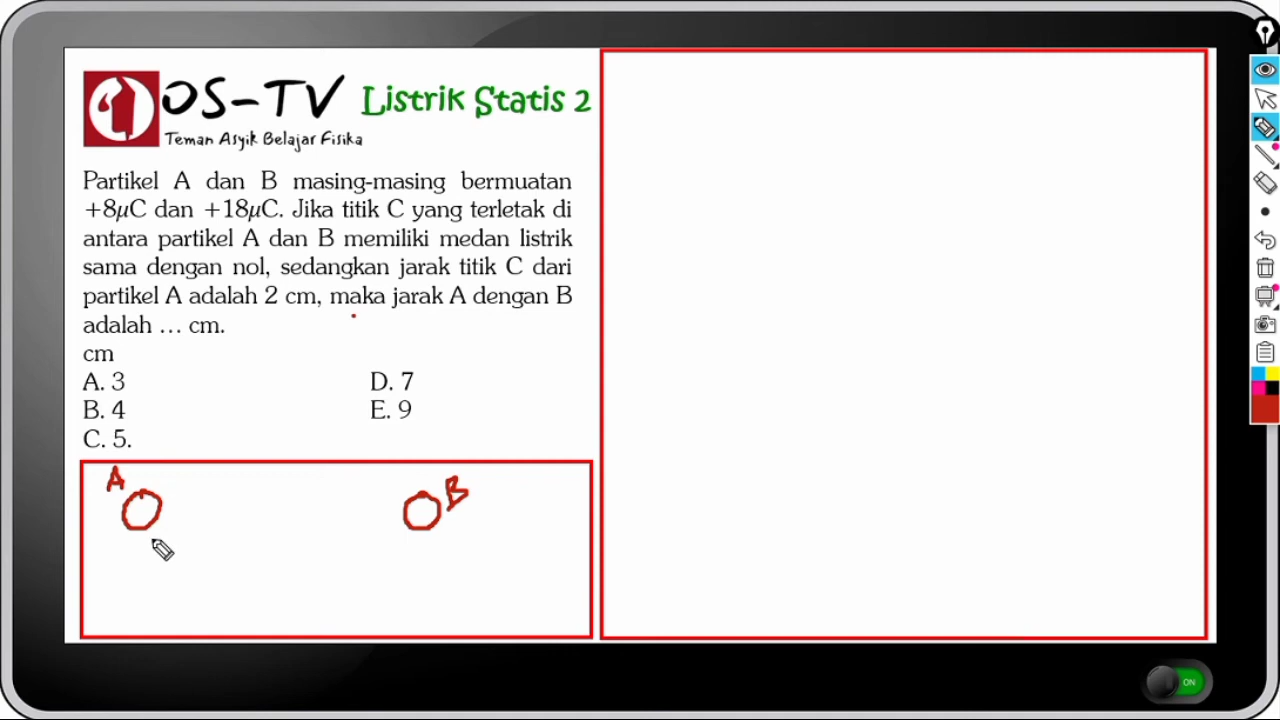 OS-TV
Listrik Statis 2
Teman Asyik Belajar Fisika
Partikel A dan B masing-masing bermuatan
+8μC dan +18μC. Jika titik C yang terletak di
antara partikel A dan B memiliki medan listrik
sama dengan nol, sedangkan jarak titik C dari
partikel A adalah 2 cm, maka jarak A dengan B
adalah ... cm.
cm
A. 3
D. 7
B. 4
E. 9
C. 5.
A
B
ON